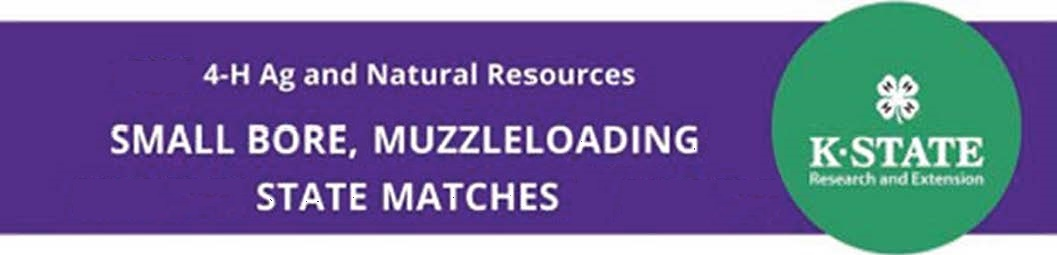 4-H Ag and Natural Resources
SMALL BORE, MUZZLELOADING
STATE MATCHES
H H H H
K·STATE
Research and Extension